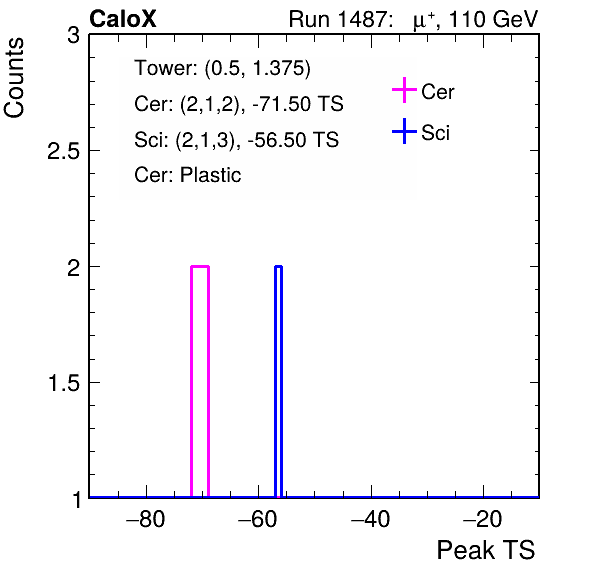 CaloX Run 1487: μ⁺, 110 GeV
Counts
3
2.5
2
1.5
1
Tower: (0.5, 1.375)
Cer: (2,1,2), -71.50 TS
Sci: (2,1,3), -56.50 TS
Cer: Plastic
Cer
Sci
−80 −60 −40 −20
Peak TS